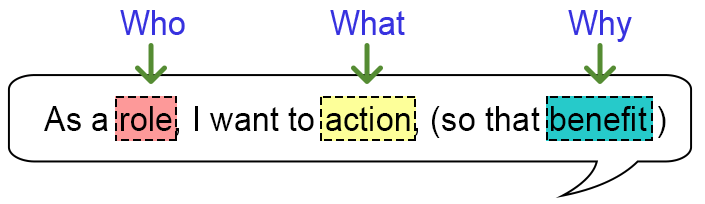 Who What Why
As a role, I want to action, (so that benefit )